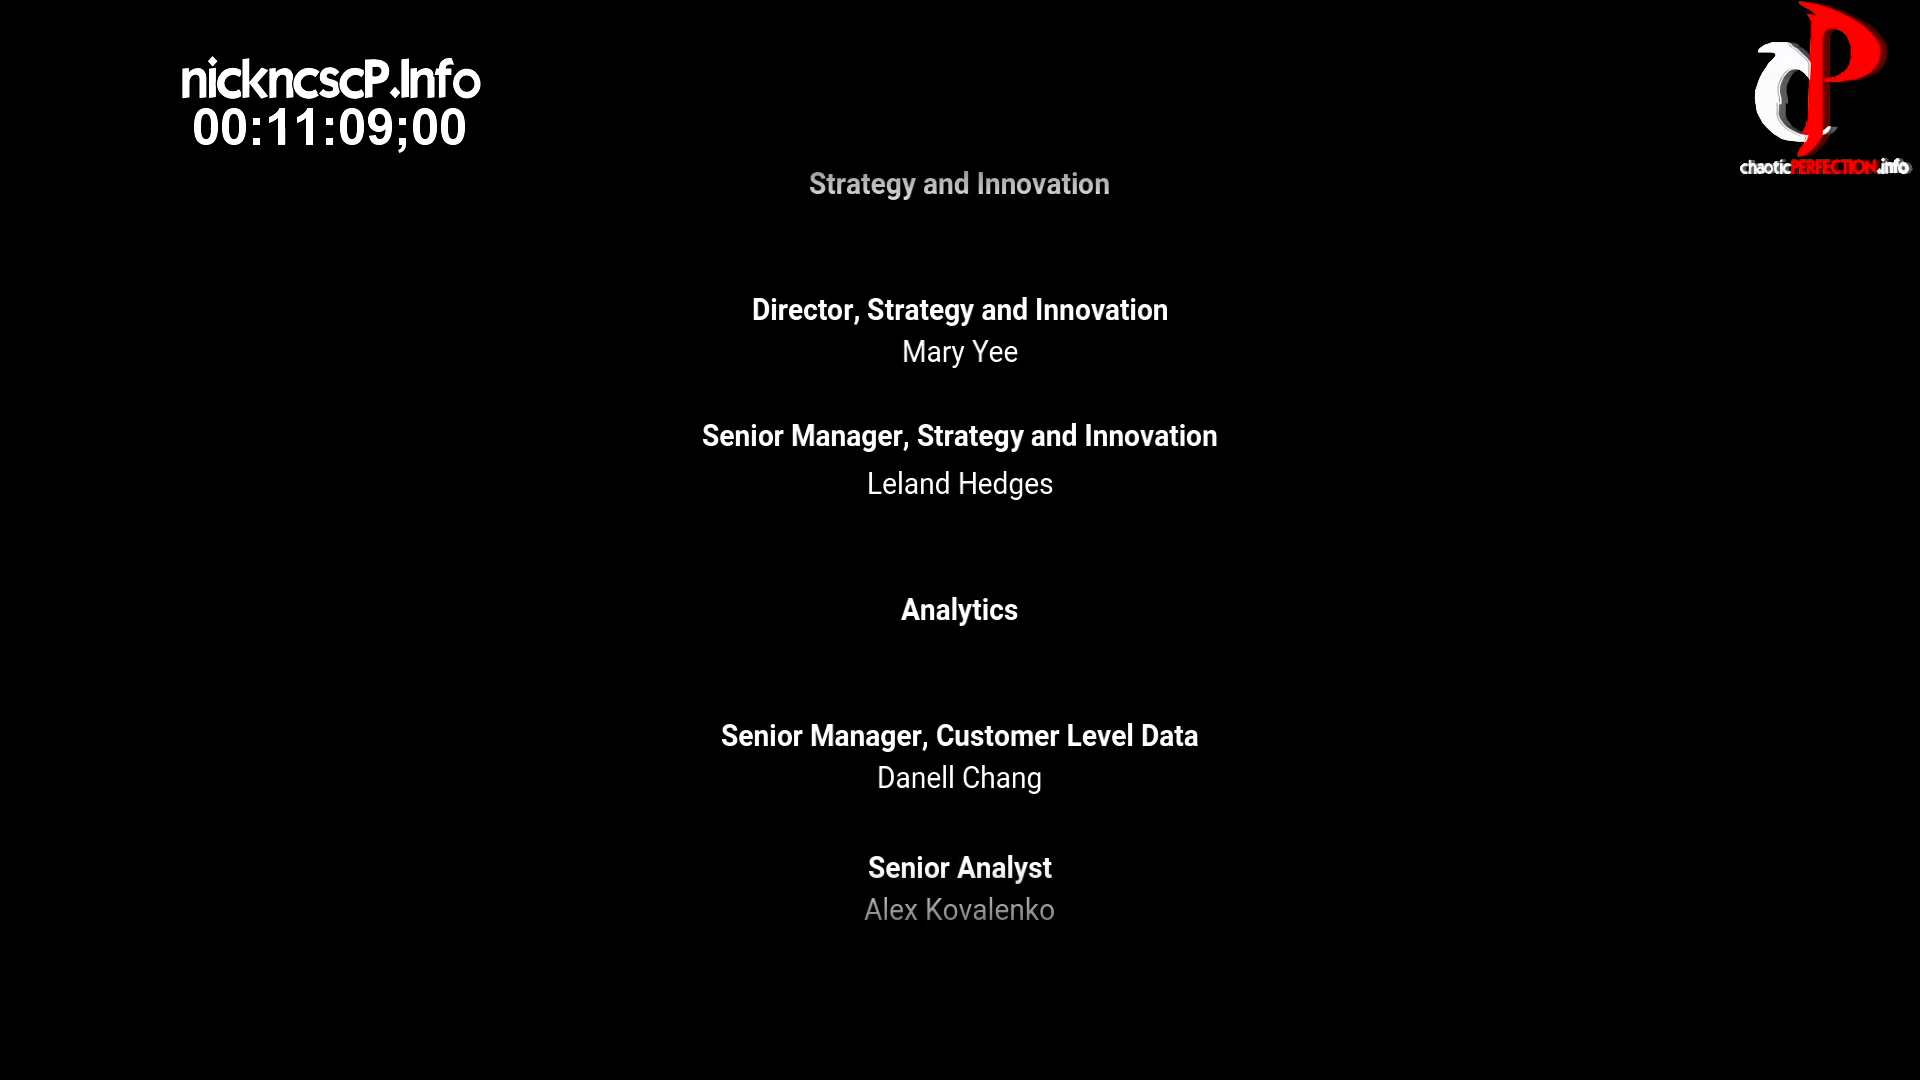 nickncscP.Info
00:11:09;00
chaoticPERFECTION.info
Strategy and Innovation
Director, Strategy and Innovation
Mary Yee
Senior Manager, Strategy and Innovation
Leland Hedges
Analytics
Senior Manager, Customer Level Data
Danell Chang
Senior Analyst
Alex Kovalenko